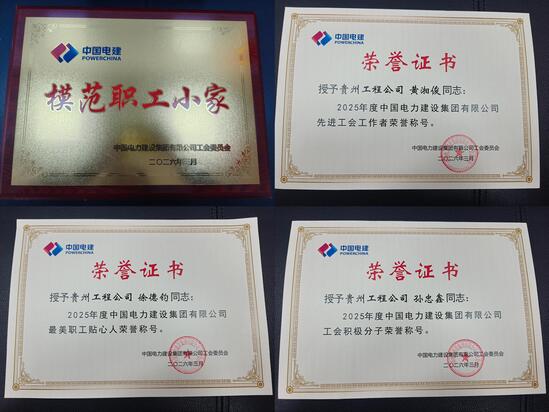 中国电建
POWERCHINA
模范职工小家
中国电力建设集团有限公司工会委员会
二〇二六年三月
中国电建
POWERCHINA
荣誉证书
授予贵州工程公司 黄湘俊同志：
2025年度中国电力建设集团有限公司
先进工会工作者荣誉称号。
中国电力建设集团有限公司工会委员会
二〇二六年三月
中国电建
POWERCHINA
荣誉证书
授予贵州工程公司 徐德钧同志：
2025年度中国电力建设集团有限公司
最美职工贴心人荣誉称号。
中国电力建设集团有限公司工会委员会
二〇二六年三月
中国电建
POWERCHINA
荣誉证书
授予贵州工程公司 孙忠鑫同志：
2025年度中国电力建设集团有限公司
工会积极分子荣誉称号。
中国电力建设集团有限公司工会委员会
二〇二六年三月